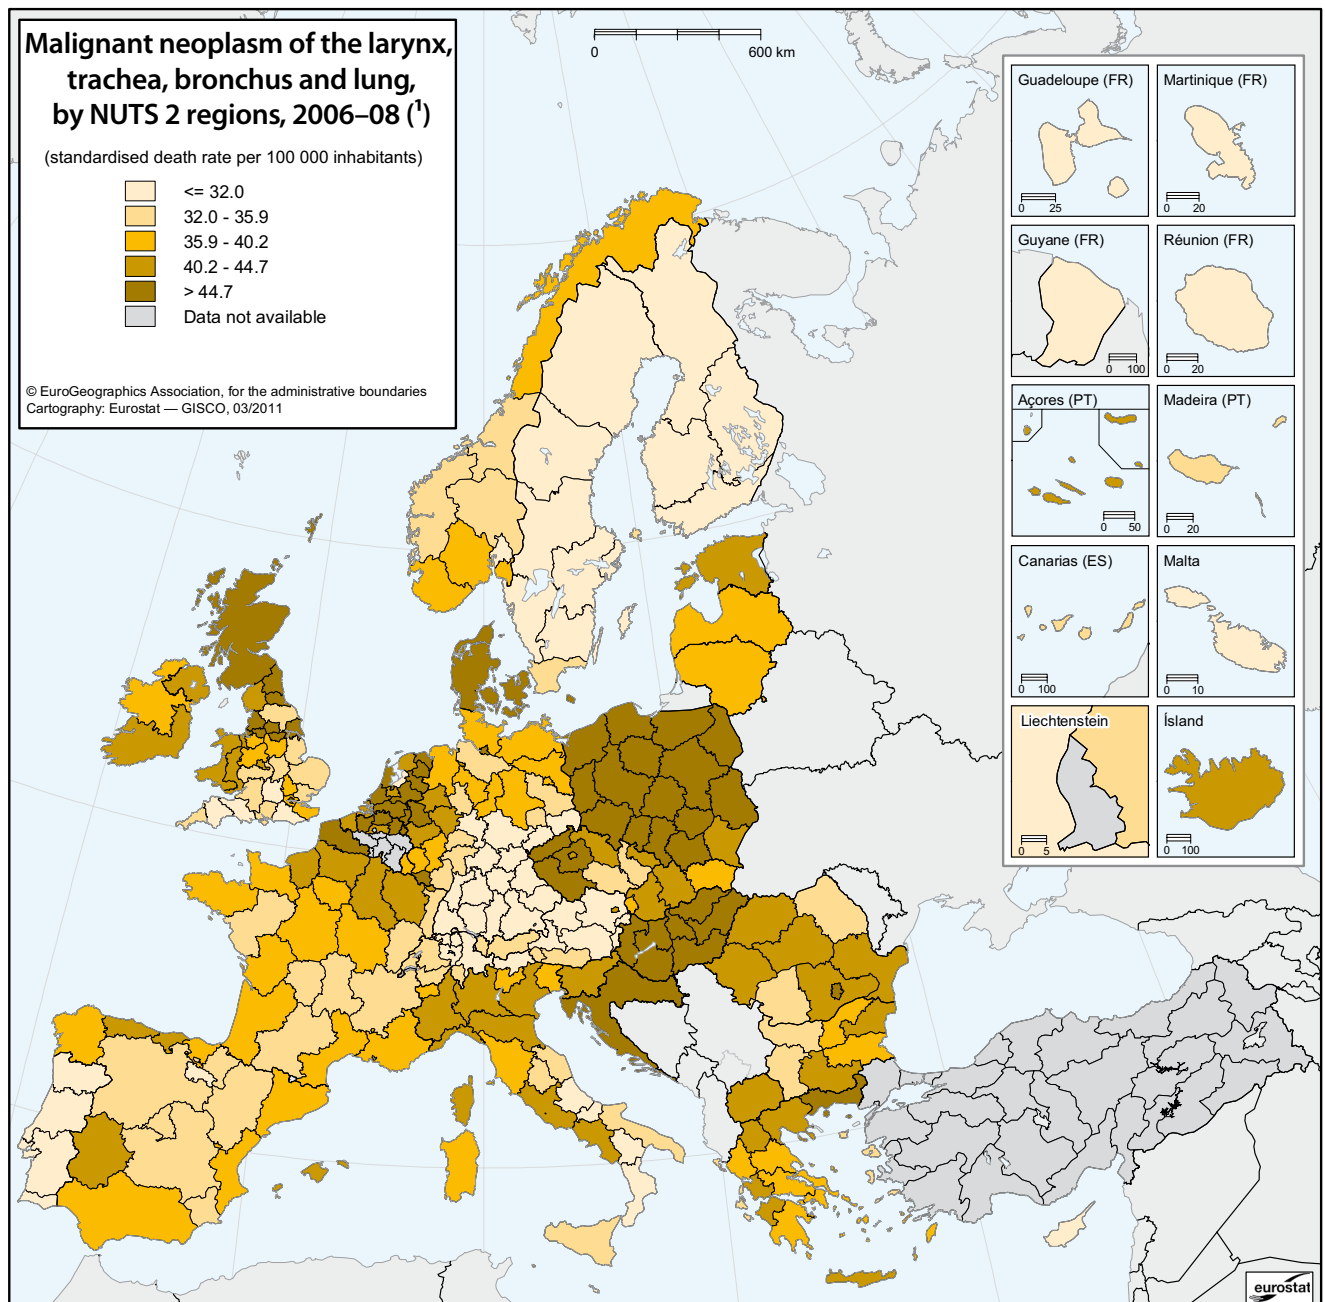 Malignant neoplasm of the larynx,
trachea, bronchus and lung,
by NUTS 2 regions, 2006–08 (¹)
(standardised death rate per 100 000 inhabitants)
<= 32.0
32.0 - 35.9
35.9 - 40.2
40.2 - 44.7
> 44.7
Data not available
© EuroGeographics Association, for the administrative boundaries
Cartography: Eurostat — GISCO, 03/2011
0 600 km
Guadeloupe (FR)
0 25
Martinique (FR)
0 20
Guyane (FR)
0 100
Réunion (FR)
0 20
Açores (PT)
0 50
Madeira (PT)
0 20
Canarias (ES)
0 100
Malta
0 10
Liechtenstein
0 5
Ísland
0 100
eurostat